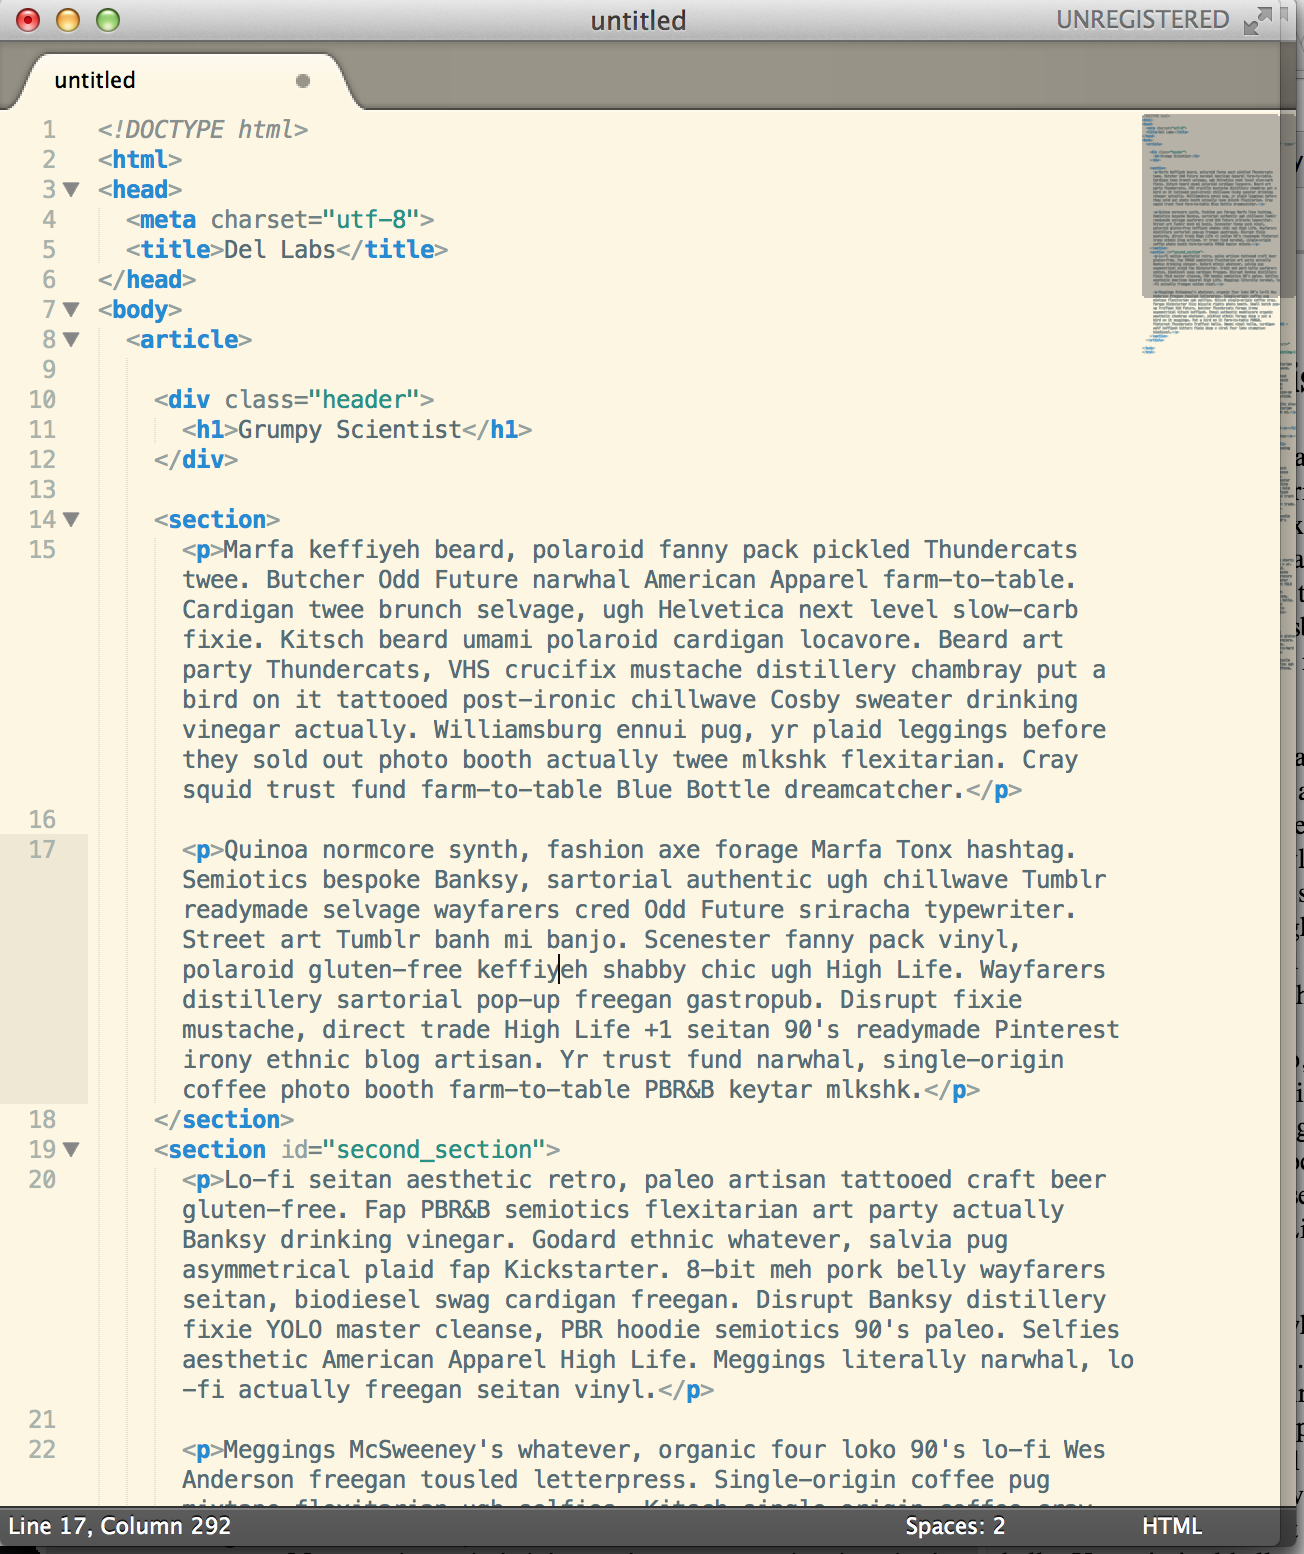 untitled
UNREGISTERED
untitled
1 <!DOCTYPE html>
2 <html>
3 <head>
4 <meta charset="utf-8">
5 <title>Del Labs</title>
6 </head>
7 <body>
8 <article>
9
10 <div class="header">
11 <h1>Grumpy Scientist</h1>
12 </div>
13
14 <section>
15 <p>Marfa keffiyeh beard, polaroid fanny pack pickled Thundercats
twee. Butcher Odd Future narwhal American Apparel farm-to-table.
Cardigan twee brunch selvage, ugh Helvetica next level slow-carb
fixie. Kitsch beard umami polaroid cardigan locavore. Beard art
party Thundercats, VHS crucifix mustache distillery chambray put a
bird on it tattooed post-ironic chillwave Cosby sweater drinking
vinegar actually. Williamsburg ennui pug, yr plaid leggings before
they sold out photo booth actually twee mlkshk flexitarian. Cray
squid trust fund farm-to-table Blue Bottle dreamcatcher.</p>
16
17 <p>Quinoa normcore synth, fashion axe forage Marfa Tonx hashtag.
Semiotics bespoke Banksy, sartorial authentic ugh chillwave Tumblr
readymade selvage wayfarers cred Odd Future sriracha typewriter.
Street art Tumblr banh mi banjo. Scenester fanny pack vinyl,
polaroid gluten-free keffiyeh shabby chic ugh High Life. Wayfarers
distillery sartorial pop-up freegan gastropub. Disrupt fixie
mustache, direct trade High Life +1 seitan 90's readymade Pinterest
irony ethnic blog artisan. Yr trust fund narwhal, single-origin
coffee photo booth farm-to-table PBR&B keytar mlkshk.</p>
18 </section>
19 <section id="second_section">
20 <p>Lo-fi seitan aesthetic retro, paleo artisan tattooed craft beer
gluten-free. Fap PBR&B semiotics flexitarian art party actually
Banksy drinking vinegar. Godard ethnic whatever, salvia pug
asymmetrical plaid fap Kickstarter. 8-bit meh pork belly wayfarers
seitan, biodiesel swag cardigan freegan. Disrupt Banksy distillery
fixie YOLO master cleanse, PBR hoodie semiotics 90's paleo. Selfies
aesthetic American Apparel High Life. Meggings literally narwhal, lo
-fi actually freegan seitan vinyl.</p>
21
22 <p>Meggings McSweeney's whatever, organic four loko 90's lo-fi Wes
Anderson freegan tousled letterpress. Single-origin coffee pug
Line 17, Column 292
Spaces: 2
HTML